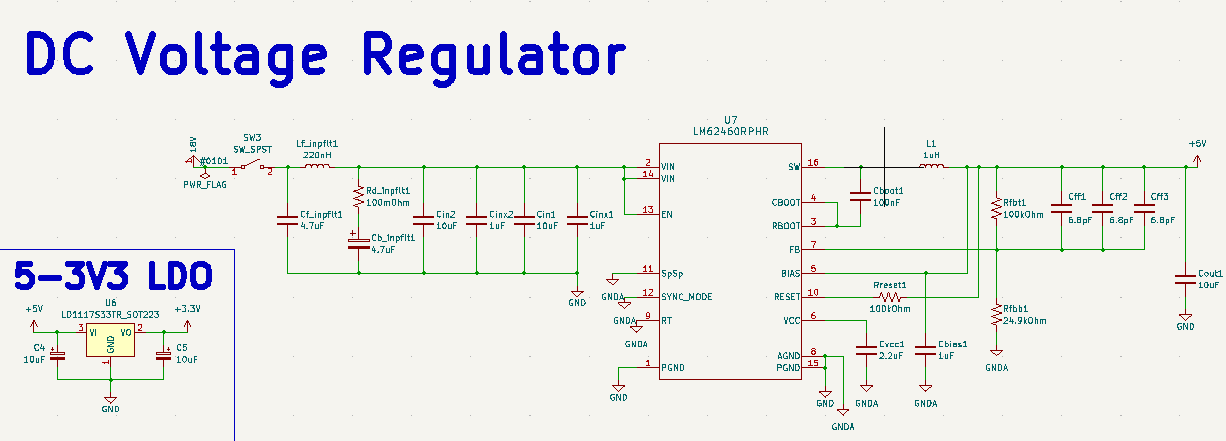 DC Voltage Regulator
18V
#0101
PWR_FLAG
SW3
SW_SPST
1
2
Lf_inpflt1
220nH
Cf_inpflt1
4.7uF
Rd_inpflt1
100mOhm
Cb_inpflt1
4.7uF
Cin2
10uF
Cinx2
1uF
Cin1
10uF
Cinx1
1uF
GND
U7
LM62460RPHR
2 VIN
14 VIN
13 EN
11 SpSp
12 SYNC_MODE
9 RT
1 PGND
GNDA
GNDA
GNDA
GND
SW 16
CBOOT 4
RBOOT 3
FB 7
BIAS 5
RESET 10
VCC 6
AGND 8
PGND 15
Cboot1
100nF
L1
1uH
Rreset1
100kOhm
Cvcc1
2.2uF
GNDA
Cbias1
1uF
GNDA
GND
GNDA
Rfbt1
100kOhm
Rfbb1
24.9kOhm
GNDA
Cff1
6.8pF
Cff2
6.8pF
Cff3
6.8pF
+5V
Cout1
10uF
GND
5-3V3 LDO
U6
LD1117S33TR_SOT223
+5V
+3.3V
3 VI
VO 2
GND
1
C4
10uF
C5
10uF
GND